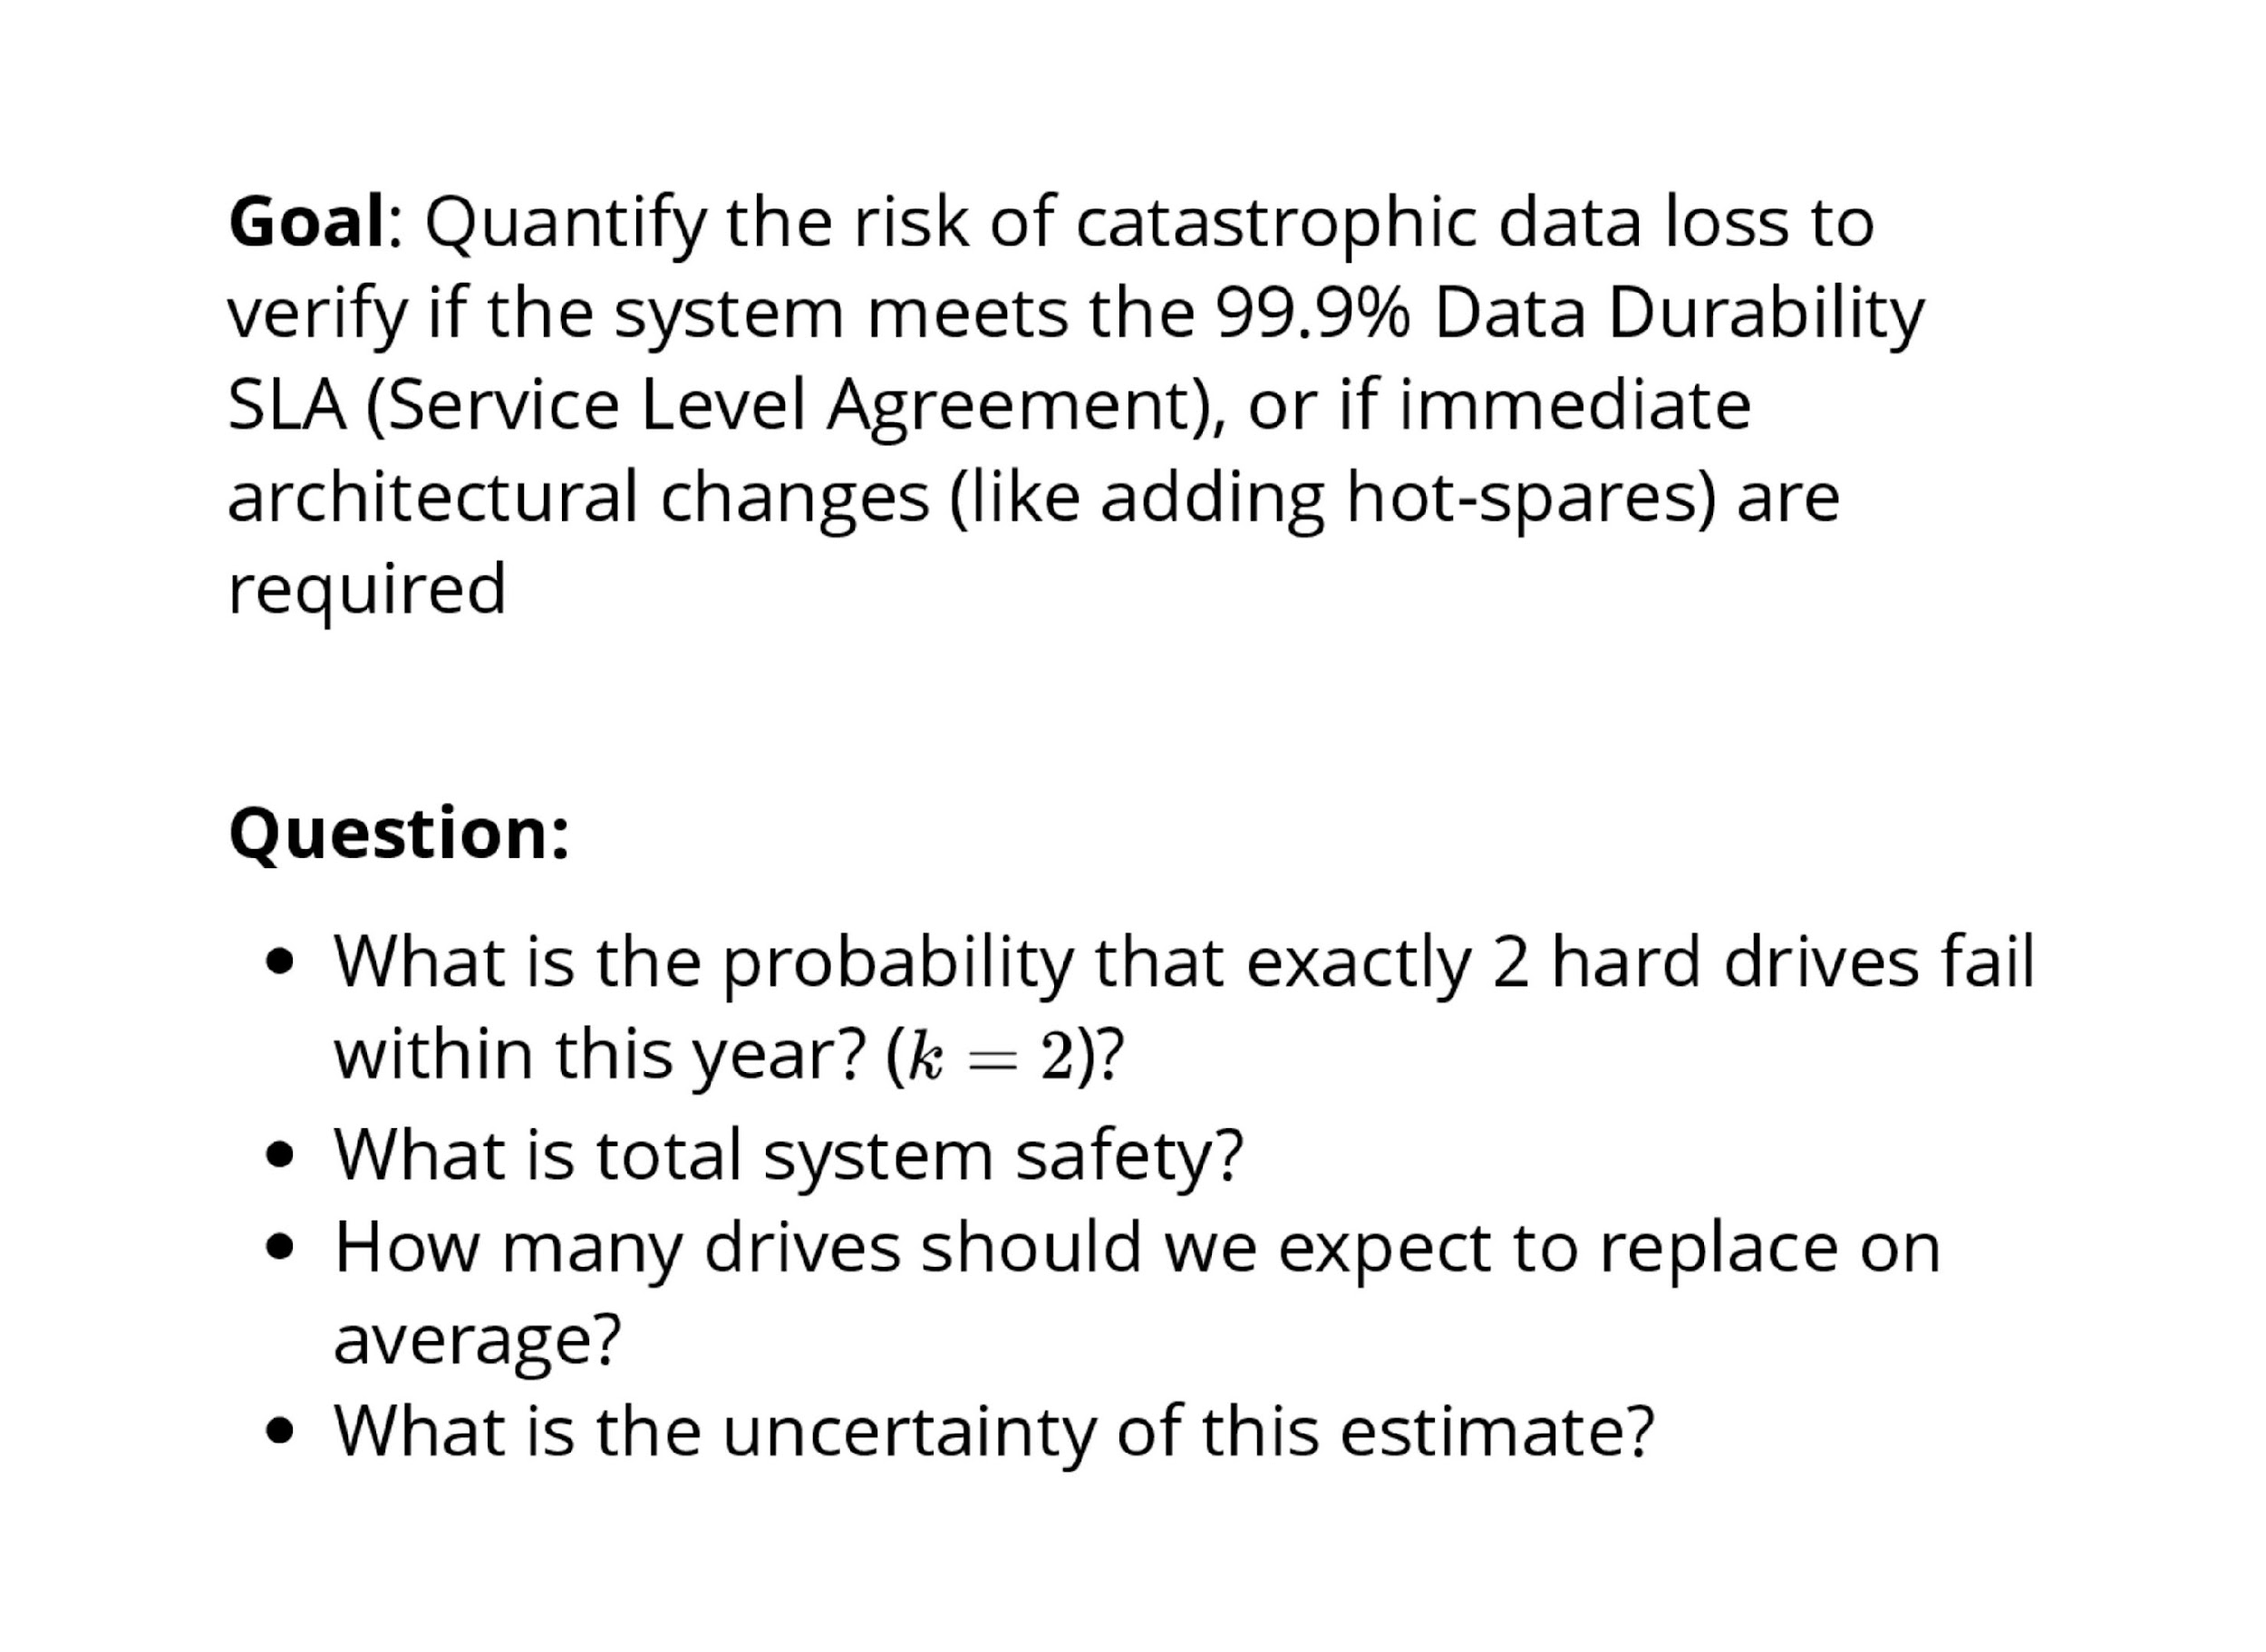 Goal: Quantify the risk of catastrophic data loss to
verify if the system meets the 99.9% Data Durability
SLA (Service Level Agreement), or if immediate
architectural changes (like adding hot-spares) are
required
Question:
• What is the probability that exactly 2 hard drives fail
within this year? (k = 2)?
• What is total system safety?
• How many drives should we expect to replace on
average?
• What is the uncertainty of this estimate?